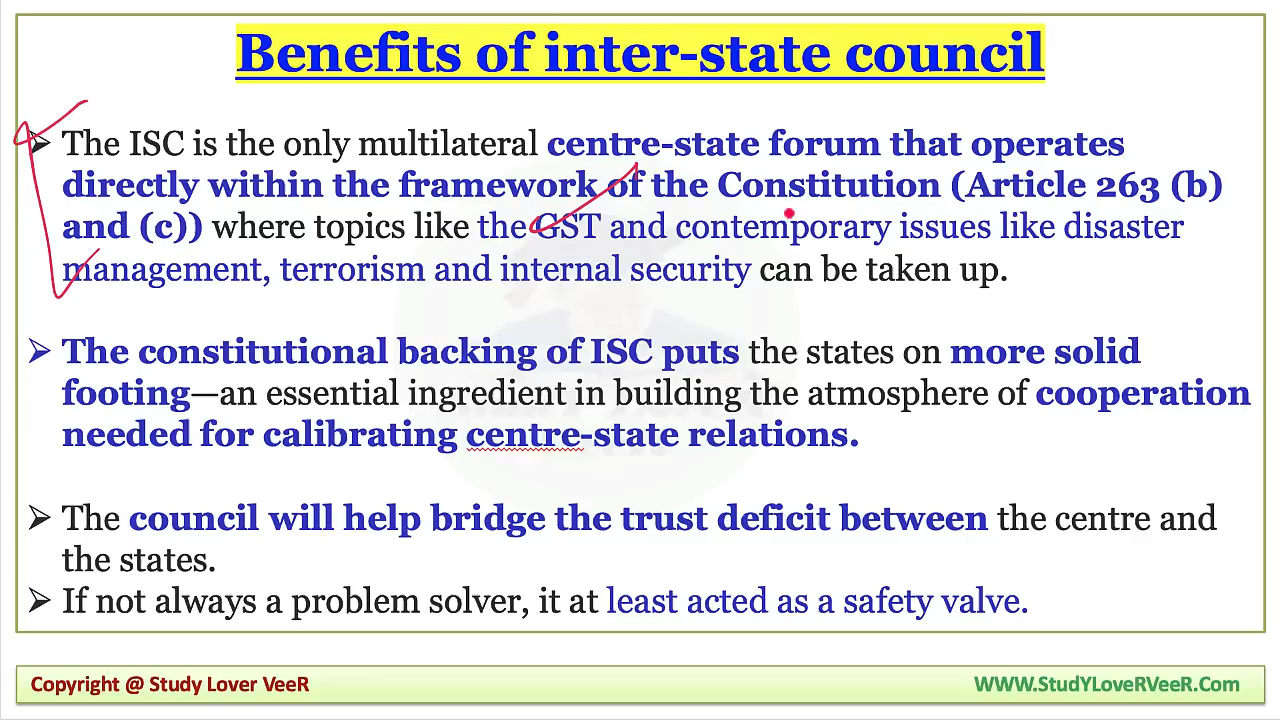 Benefits of inter-state council
➢ The ISC is the only multilateral centre-state forum that operates
directly within the framework of the Constitution (Article 263 (b)
and (c)) where topics like the GST and contemporary issues like disaster
management, terrorism and internal security can be taken up.
➢ The constitutional backing of ISC puts the states on more solid
footing—an essential ingredient in building the atmosphere of cooperation
needed for calibrating centre-state relations.
➢ The council will help bridge the trust deficit between the centre and
the states.
➢ If not always a problem solver, it at least acted as a safety valve.
Copyright @ Study Lover VeeR
WWW.StudYLoveRVeeR.Com